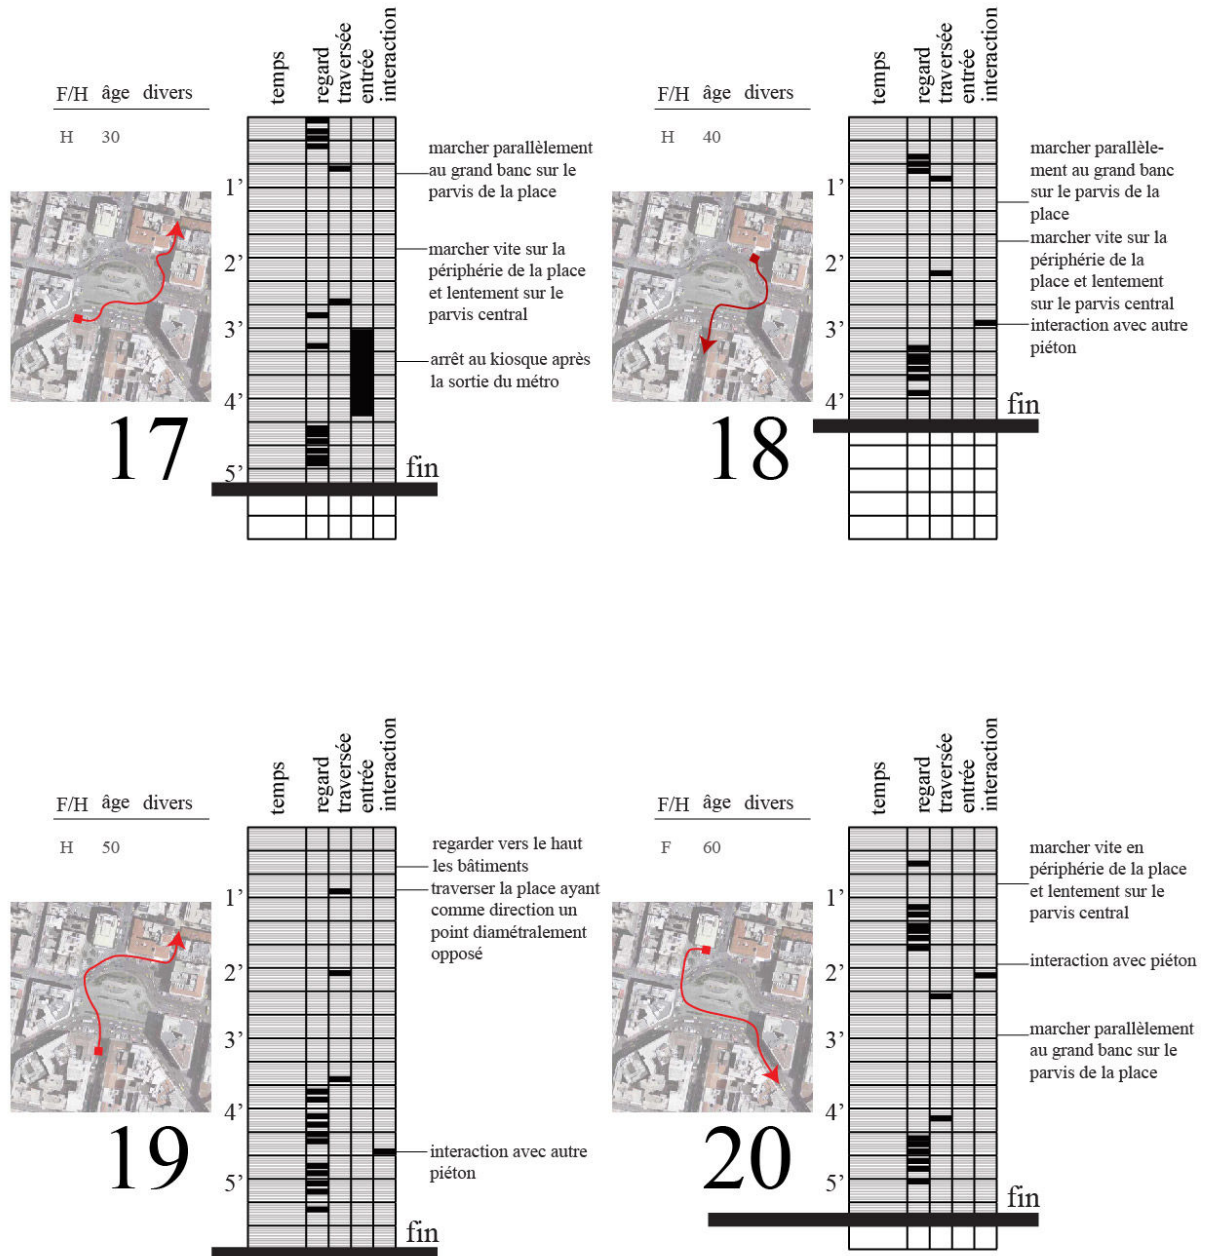 F/H âge divers
H 30
temps
regard
traversée
entrée
interaction
1’
2’
3’
4’
5’
marcher parallèlement
au grand banc sur le
parvis de la place
marcher vite sur la
périphérie de la place
et lentement sur le
parvis central
arrêt au kiosque après
la sortie du métro
fin
17
F/H âge divers
H 40
temps
regard
traversée
entrée
interaction
1’
2’
3’
4’
marcher parallèle-
ment au grand banc
sur le parvis de la
place
marcher vite sur la
périphérie de la
place et lentement
sur le parvis central
interaction avec autre
piéton
fin
18
F/H âge divers
H 50
temps
regard
traversée
entrée
interaction
1’
2’
3’
4’
5’
regarder vers le haut
les bâtiments
traverser la place ayant
comme direction un
point diamétralement
opposé
interaction avec autre
piéton
fin
19
F/H âge divers
F 60
temps
regard
traversée
entrée
interaction
1’
2’
3’
4’
5’
marcher vite en
périphérie de la place
et lentement sur le
parvis central
interaction avec piéton
marcher parallèlement
au grand banc sur le
parvis de la place
fin
20